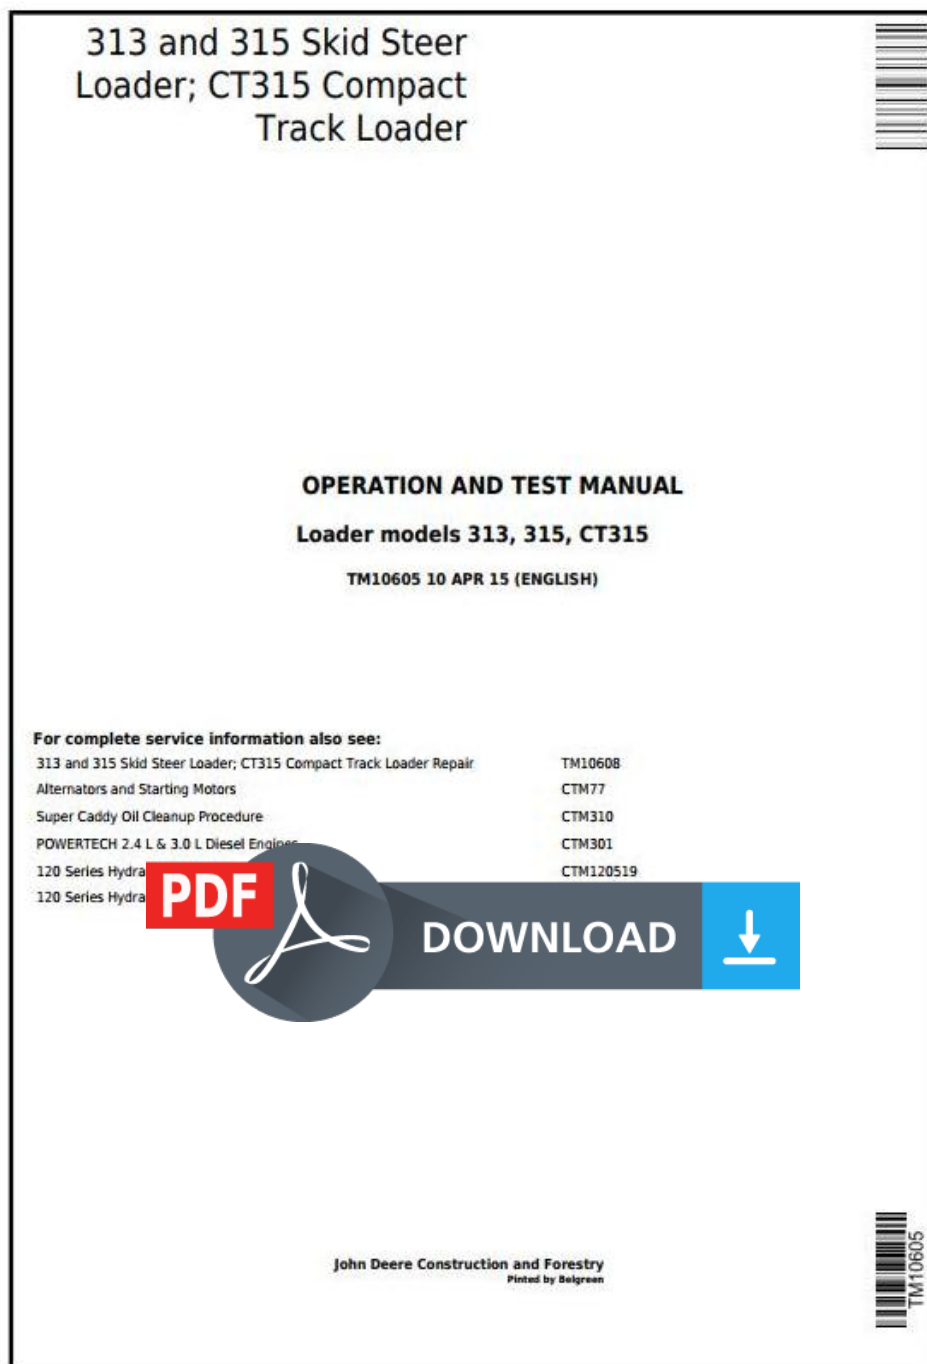 313 and 315 Skid Steer
Loader; CT315 Compact
Track Loader
OPERATION AND TEST MANUAL
Loader models 313, 315, CT315
TM10605 10 APR 15 (ENGLISH)
For complete service information also see:
313 and 315 Skid Steer Loader; CT315 Compact Track Loader Repair TM10608
Alternators and Starting Motors CTM77
Super Caddy Oil Cleanup Procedure CTM310
POWERTECH 2.4 L & 3.0 L Diesel Engines CTM301
120 Series Hydra CTM120519
120 Series Hydra
PDF
DOWNLOAD
John Deere Construction and Forestry
Pinted by Belgreen
TM10605